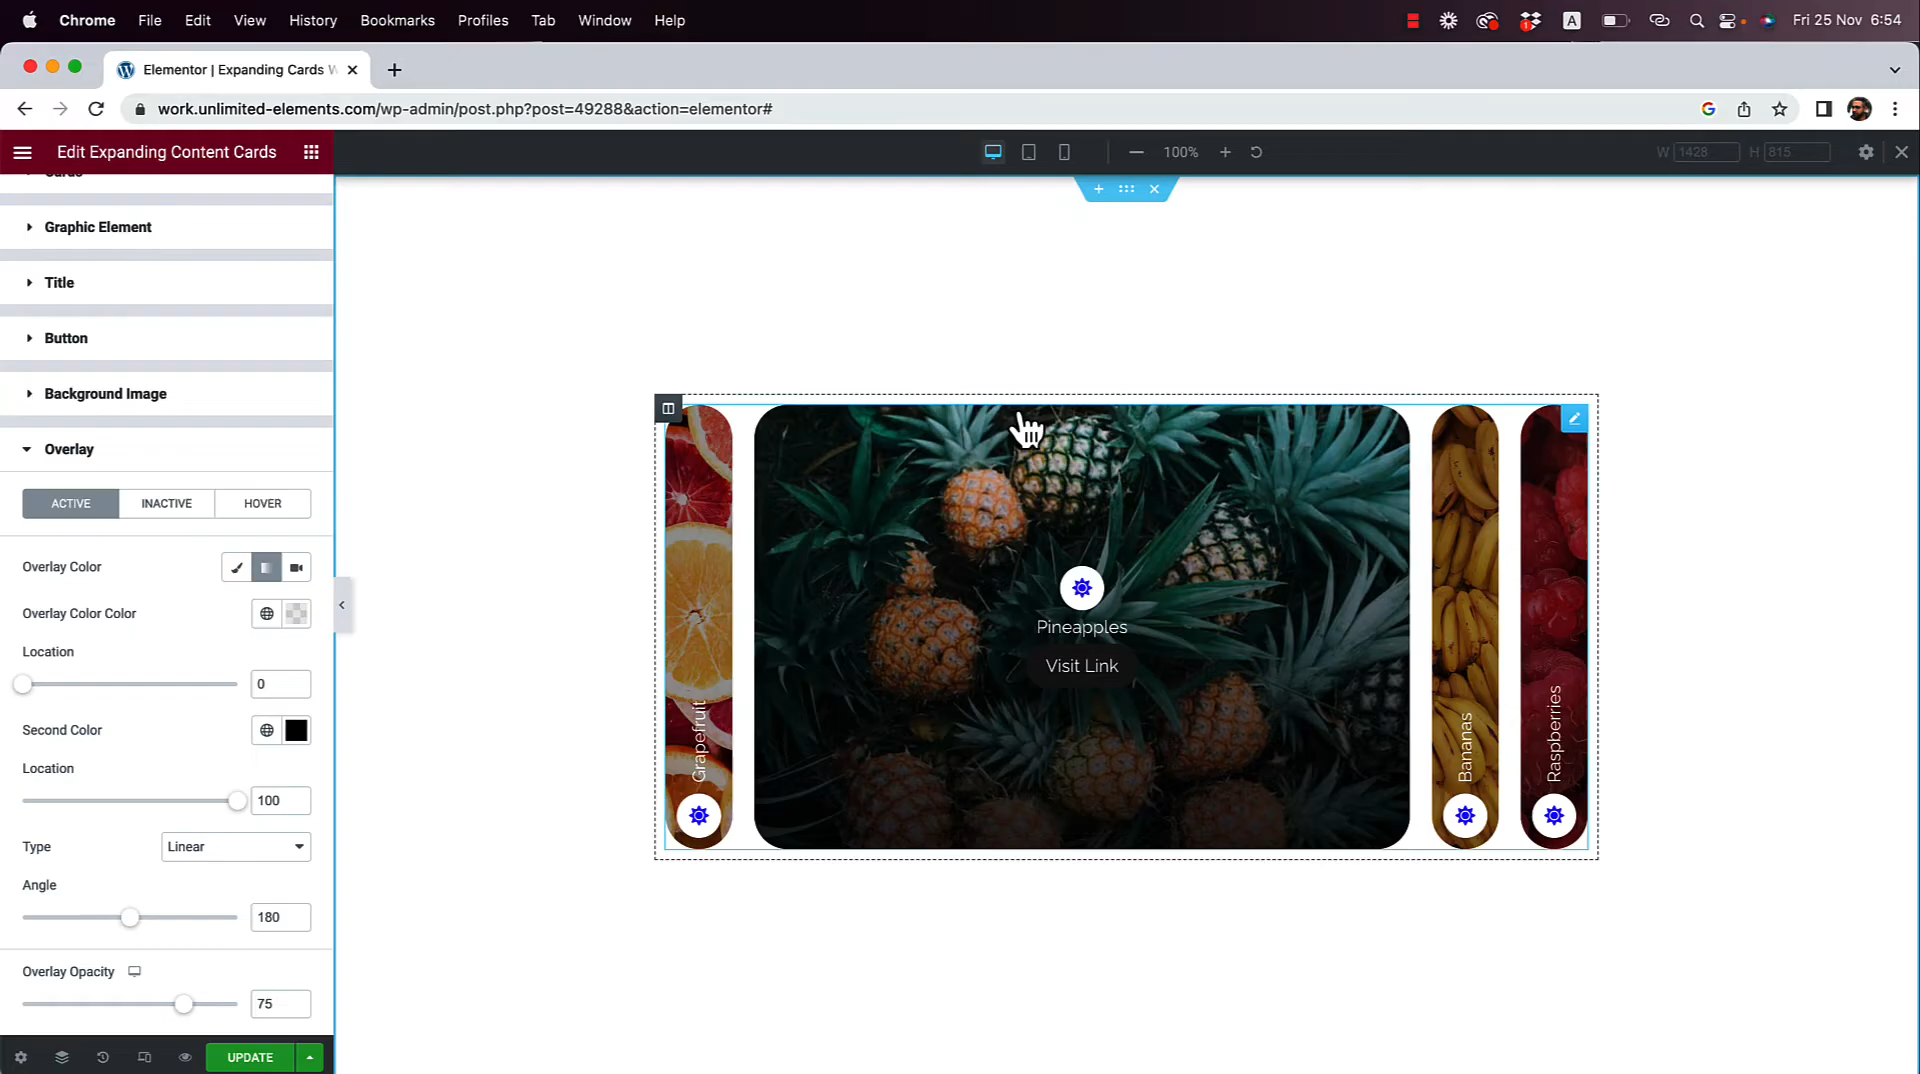 Chrome File Edit View History Bookmarks Profiles Tab Window Help
A Fri 25 Nov 6:54
Elementor | Expanding Cards W
work.unlimited-elements.com/wp-admin/post.php?post=49288&action=elementor#
Edit Expanding Content Cards
100%
W 1428 H 815
Cards
Graphic Element
Title
Button
Background Image
Overlay
ACTIVE INACTIVE HOVER
Overlay Color
Overlay Color Color
Location
0
Second Color
Location
100
Type Linear
Angle
180
Overlay Opacity
75
UPDATE
Grapefruit
Pineapples
Visit Link
Bananas
Raspberries